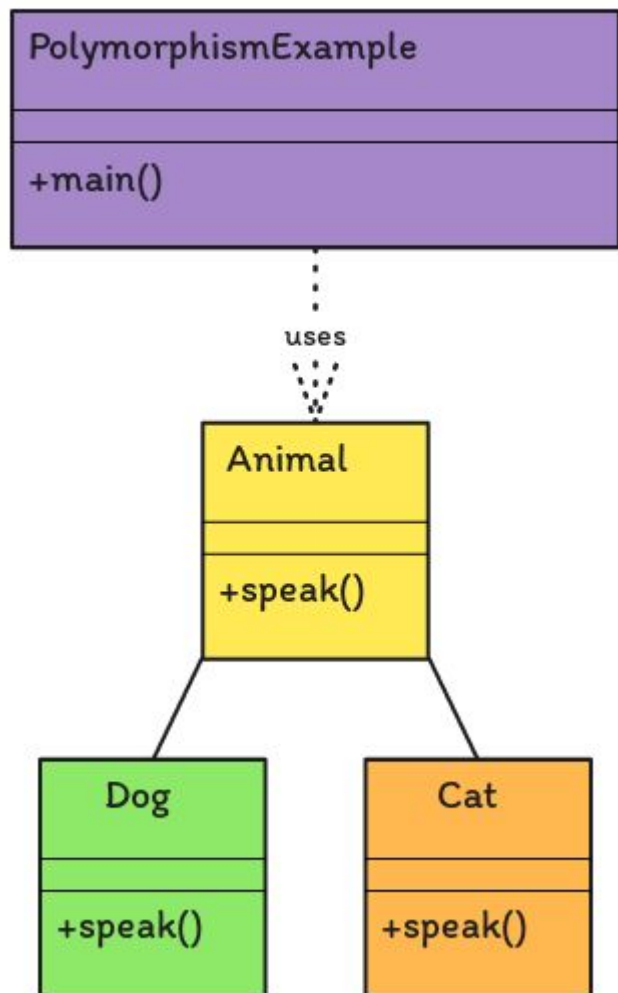 PolymorphismExample
+main()
uses
Animal
+speak()
Dog
+speak()
Cat
+speak()